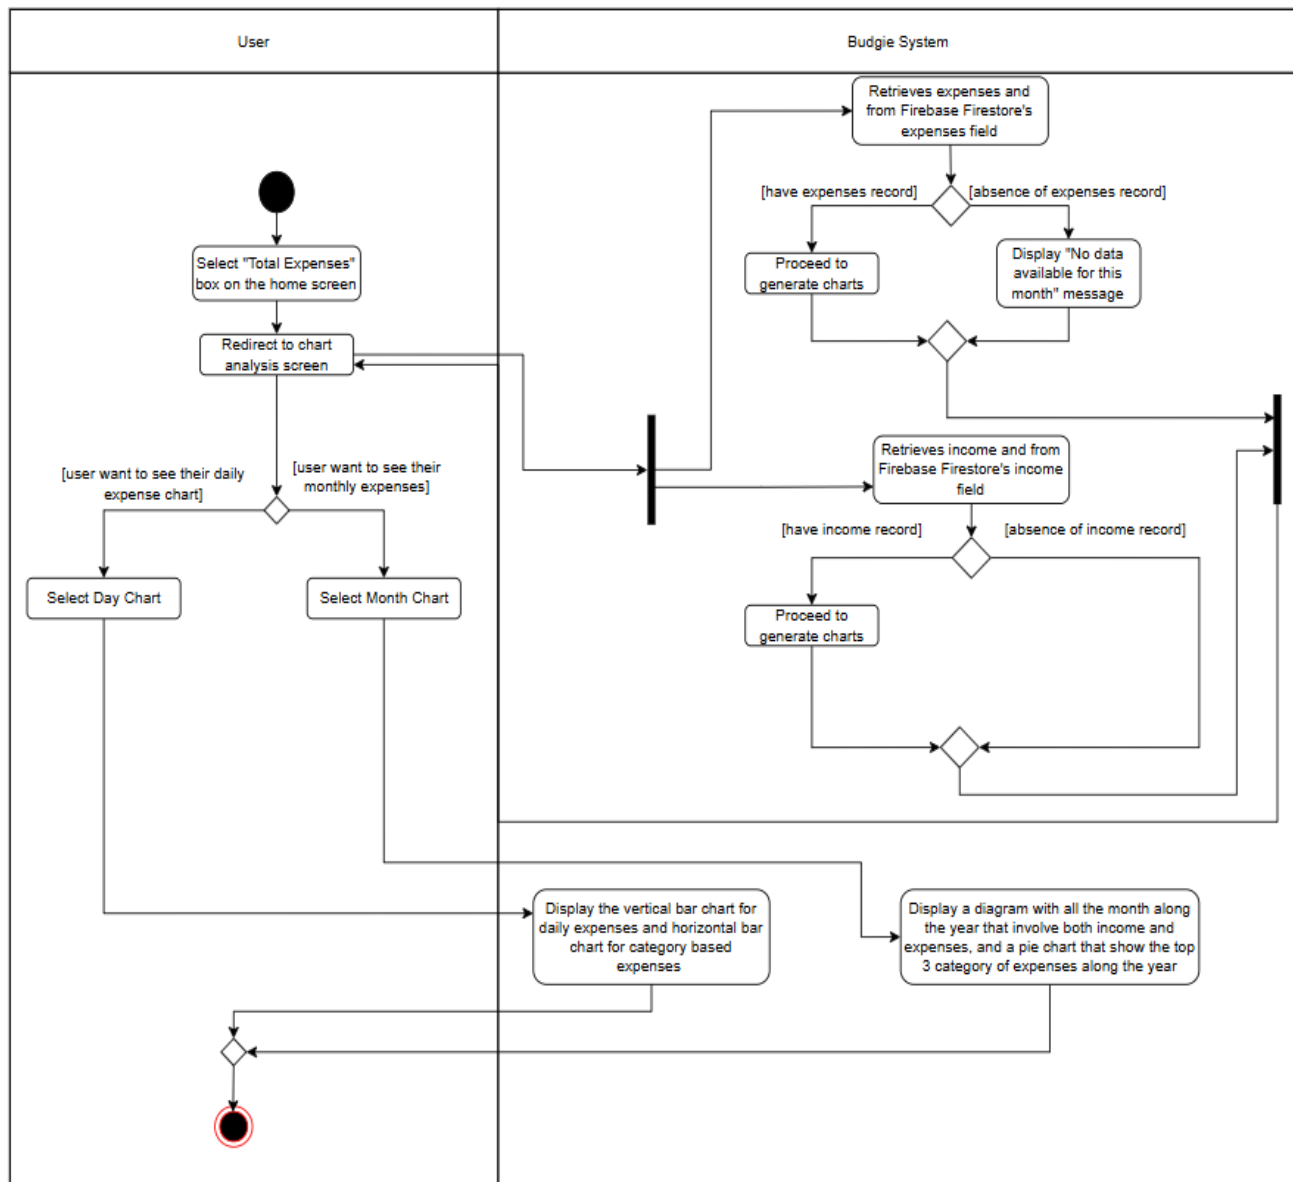 User
Budgie System
Retrieves expenses and
from Firebase Firestore's
expenses field
[have expenses record]
[absence of expenses record]
Select "Total Expenses"
box on the home screen
Proceed to
generate charts
Display "No data
available for this
month" message
Redirect to chart
analysis screen
[user want to see their daily
expense chart]
[user want to see their
monthly expenses]
Retrieves income and from
Firebase Firestore's income
field
[have income record]
[absence of income record]
Select Day Chart
Select Month Chart
Proceed to
generate charts
Display the vertical bar chart for
daily expenses and horizontal bar
chart for category based
expenses
Display a diagram with all the month along
the year that involve both income and
expenses, and a pie chart that show the top
3 category of expenses along the year